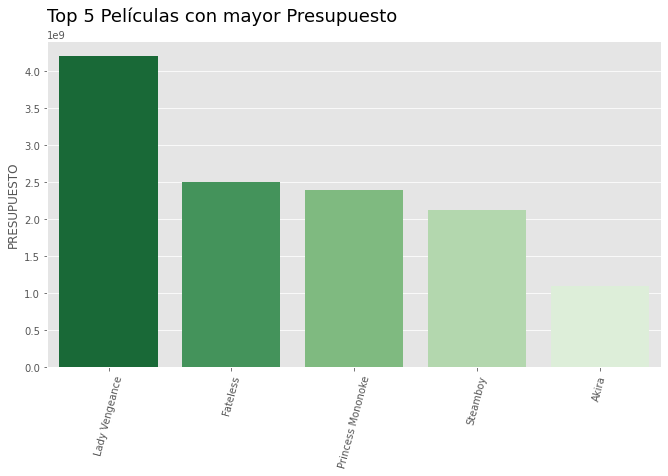 Top 5 Películas con mayor Presupuesto
1e9
4.0
3.5
3.0
2.5
2.0
1.5
1.0
0.5
0.0
PRESUPUESTO
Lady Vengeance
Fateless
Princess Mononoke
Steamboy
Akira